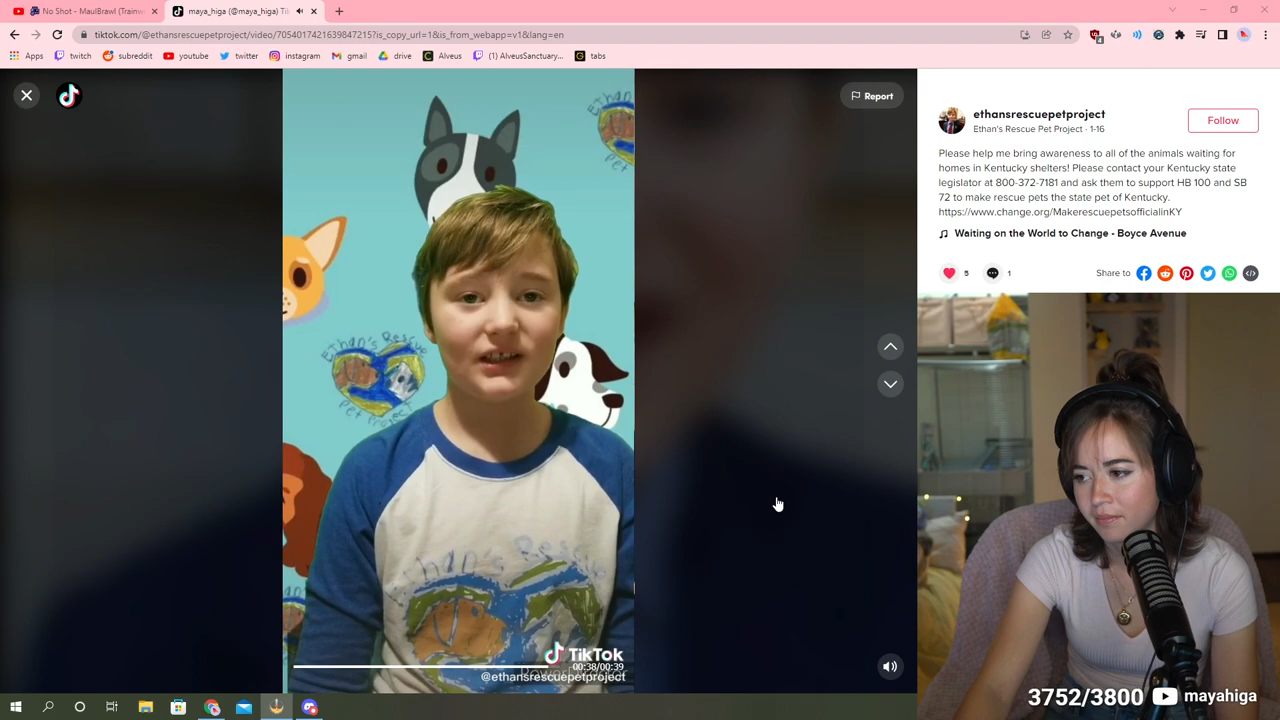 No Shot - MaulBrawl (Trainw
maya_higa (@maya_higa) Ti
tiktok.com/@ethansrescuepetproject/video/7054017421639847215?is_copy_url=1&is_from_webapp=v1&lang=en
Apps
twitch
subreddit
youtube
twitter
instagram
gmail
drive
Alveus
(1) AlveusSanctuary...
tabs
Report
ethansrescuepetproject
Ethan's Rescue Pet Project · 1-16
Follow
Please help me bring awareness to all of the animals waiting for
homes in Kentucky shelters! Please contact your Kentucky state
legislator at 800-372-7181 and ask them to support HB 100 and SB
72 to make rescue pets the state pet of Kentucky.
https://www.change.org/MakerescuepetsofficialinKY
Waiting on the World to Change - Boyce Avenue
5
1
Share to
Ethan's Rescue
Pet Project
TikTok
00:38/00:39
@ethansrescuepetproject
3752/3800
mayahiga